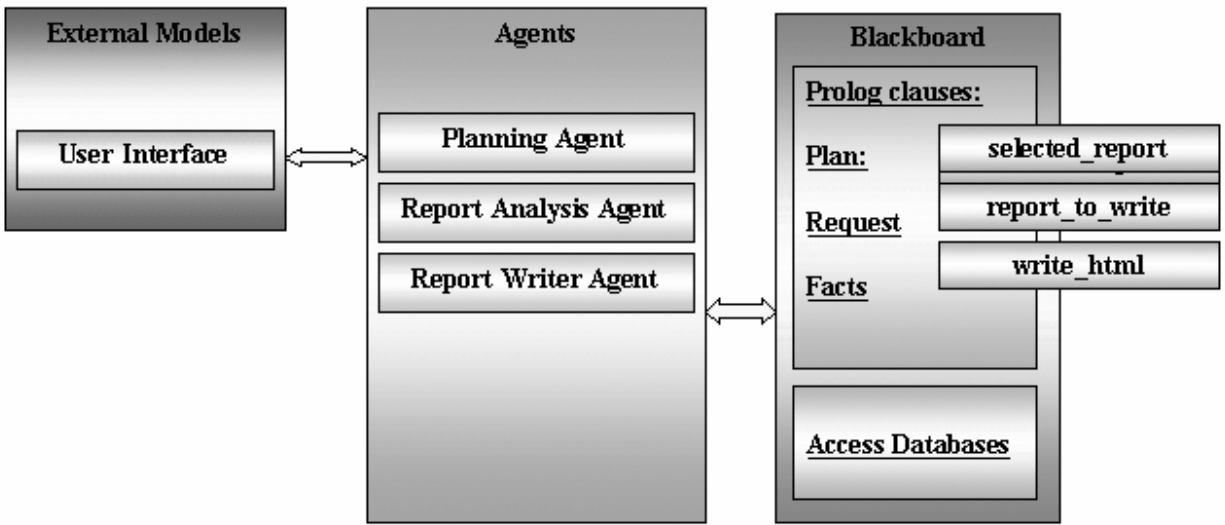 External Models
User Interface
Agents
Planning Agent
Report Analysis Agent
Report Writer Agent
Blackboard
Prolog clauses:
Plan:
selected_report
Request
report_to_write
write_html
Facts
Access Databases